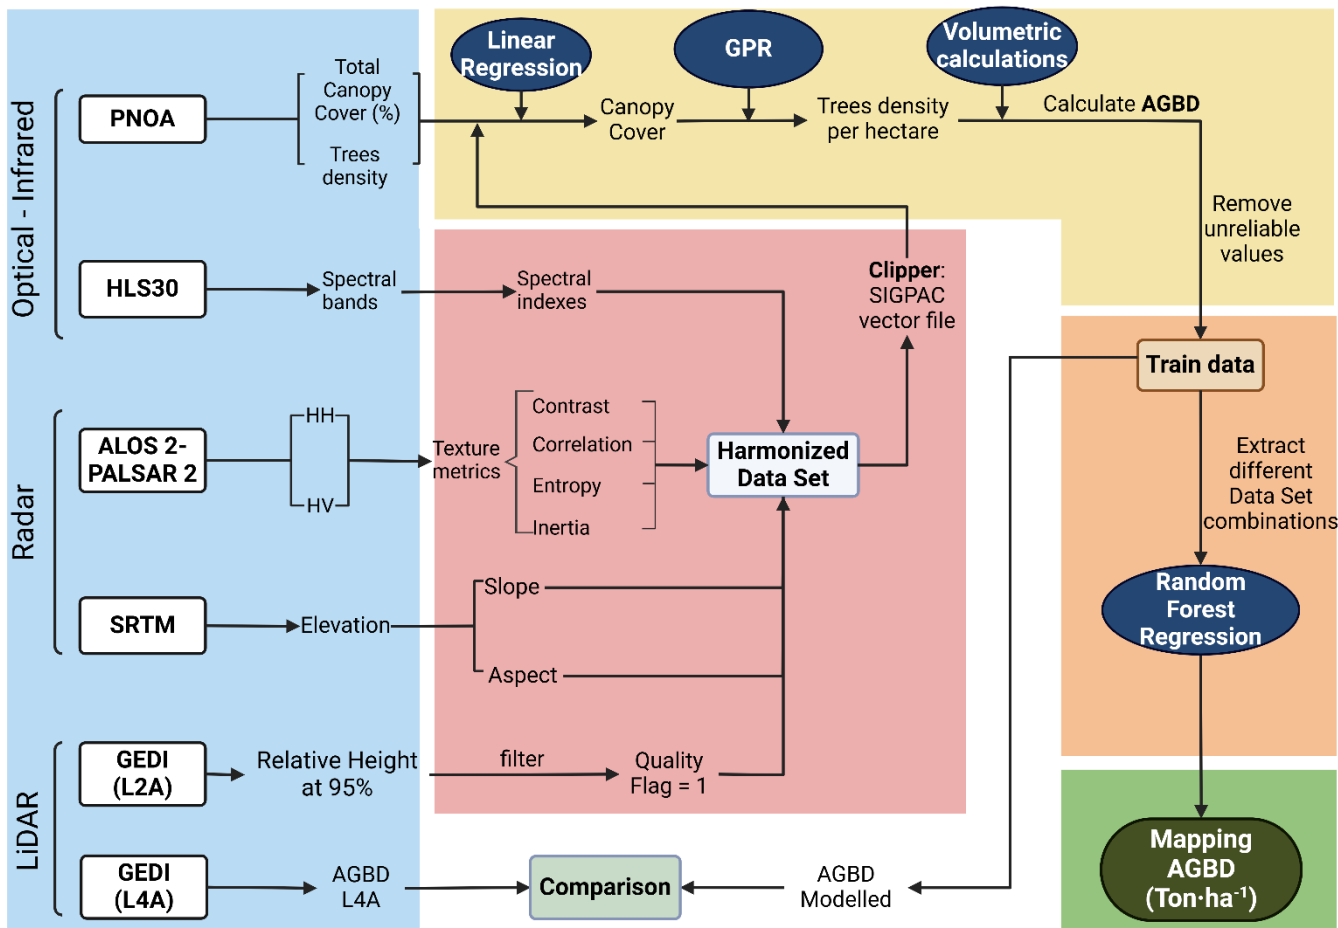 Optical - Infrared
PNOA
Total
Canopy
Cover (%)
Trees
density
Linear
Regression
Canopy
Cover
GPR
Trees density
per hectare
Volumetric
calculations
Calculate AGBD
Remove
unreliable
values
HLS30
Spectral
bands
Spectral
indexes
Clipper:
SIGPAC
vector file
Train data
Radar
ALOS 2-
PALSAR 2
HH
HV
Texture
metrics
Contrast
Correlation
Entropy
Inertia
Harmonized
Data Set
Extract
different
Data Set
combinations
SRTM
Elevation
Slope
Aspect
Random
Forest
Regression
LiDAR
GEDI
(L2A)
Relative Height
at 95%
filter
Quality
Flag = 1
GEDI
(L4A)
AGBD
L4A
Comparison
AGBD
Modelled
Mapping
AGBD
(Ton·ha⁻¹)